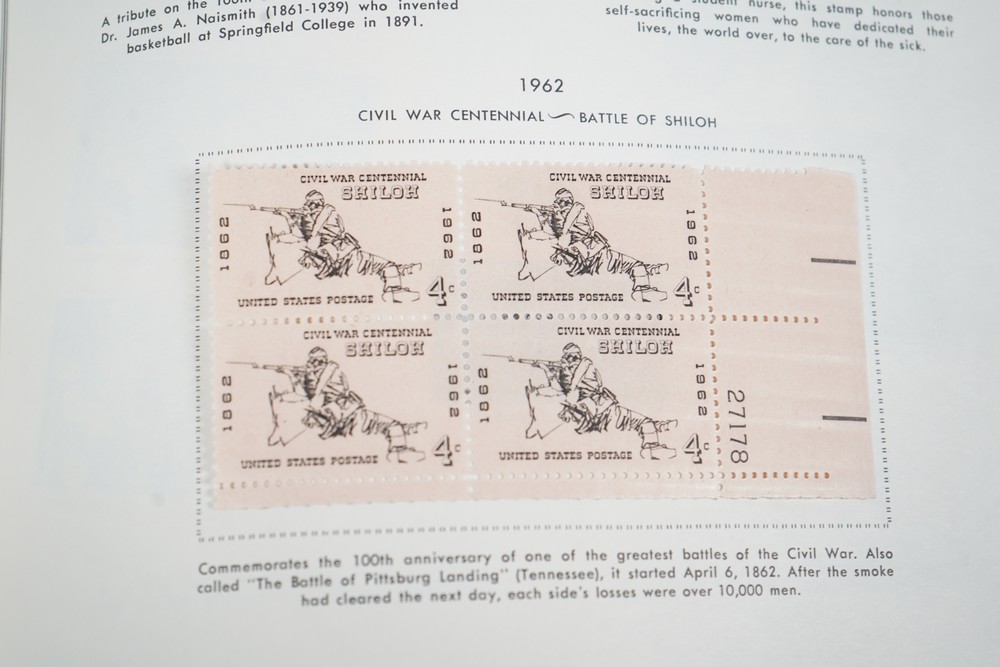 A tribute on the 100th
Dr. James A. Naismith (1861-1939) who invented
basketball at Springfield College in 1891.
student nurse, this stamp honors those
self-sacrificing women who have dedicated their
lives, the world over, to the care of the sick.
1962
CIVIL WAR CENTENNIAL~BATTLE OF SHILOH
CIVIL WAR CENTENNIAL
SHILOH
1862
1962
4c
UNITED STATES POSTAGE
CIVIL WAR CENTENNIAL
SHILOH
1862
1962
4c
UNITED STATES POSTAGE
CIVIL WAR CENTENNIAL
SHILOH
1862
1962
4c
UNITED STATES POSTAGE
CIVIL WAR CENTENNIAL
SHILOH
1862
1962
4c
UNITED STATES POSTAGE
27178
Commemorates the 100th anniversary of one of the greatest battles of the Civil War. Also
called "The Battle of Pittsburg Landing" (Tennessee), it started April 6, 1862. After the smoke
had cleared the next day, each side's losses were over 10,000 men.